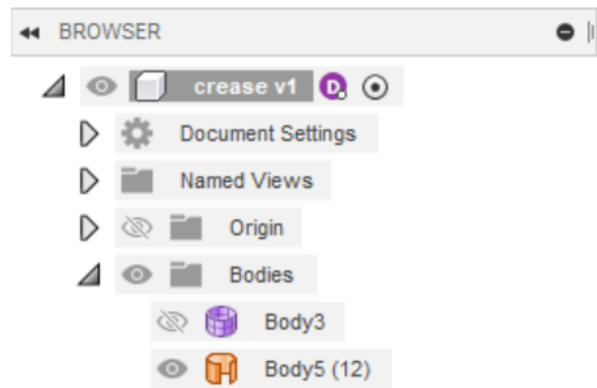 BROWSER
crease v1 D
Document Settings
Named Views
Origin
Bodies
Body3
Body5 (12)